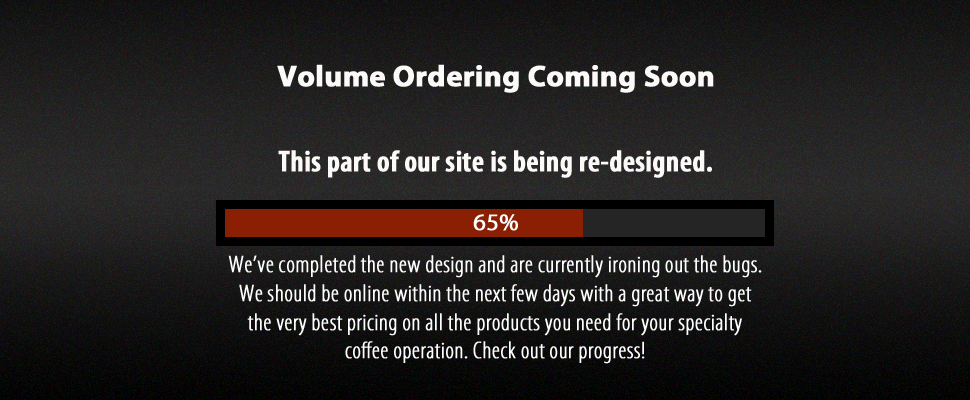 Volume Ordering Coming Soon
This part of our site is being re-designed.
65%
We've completed the new design and are currently ironing out the bugs.
We should be online within the next few days with a great way to get
the very best pricing on all the products you need for your specialty
coffee operation. Check out our progress!